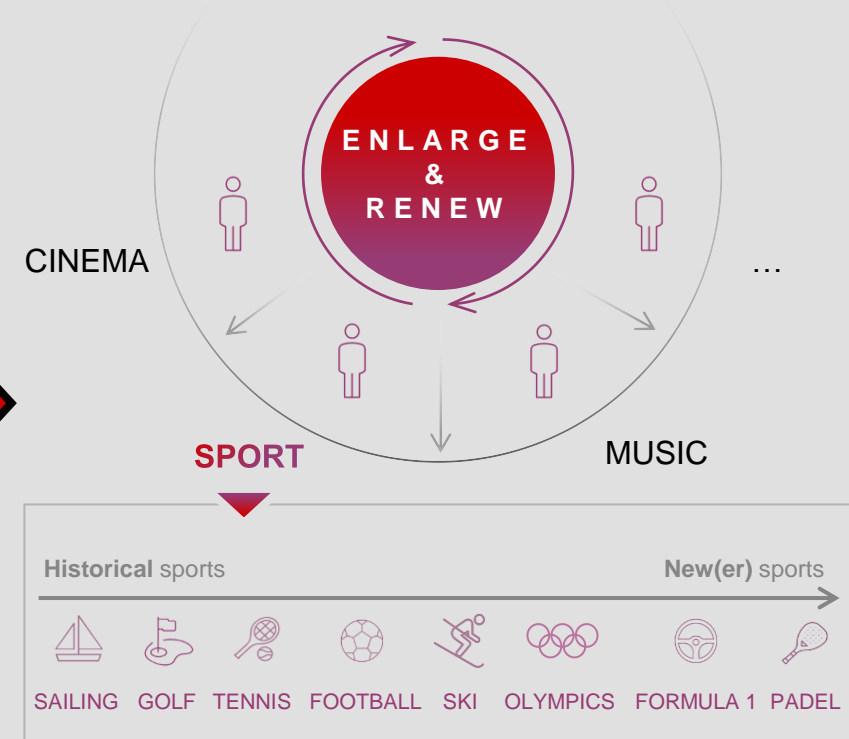 ENLARGE
&
RENEW
CINEMA
…
SPORT
MUSIC
Historical sports
New(er) sports
SAILING
GOLF
TENNIS
FOOTBALL
SKI
OLYMPICS
FORMULA 1
PADEL